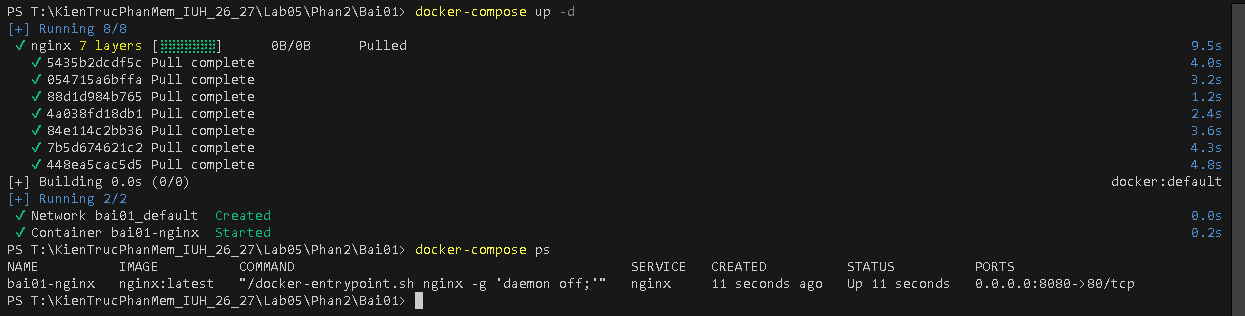 PS T:\KienTrucPhanMem_IUH_26_27\Lab05\Phan2\Bai01> docker-compose up -d
[+] Running 8/8
✓ nginx 7 layers [⣿⣿⣿⣿⣿⣿⣿] 0B/0B Pulled 9.5s
✓ 5435b2dcdf5c Pull complete 4.0s
✓ 054715a6bffa Pull complete 3.2s
✓ 88d1d984b765 Pull complete 1.2s
✓ 4a038fd18db1 Pull complete 2.4s
✓ 84e114c2bb36 Pull complete 3.6s
✓ 7b5d674621c2 Pull complete 4.3s
✓ 448ea5cac5d5 Pull complete 4.8s
[+] Building 0.0s (0/0) docker:default
[+] Running 2/2
✓ Network bai01_default Created 0.0s
✓ Container bai01-nginx Started 0.2s
PS T:\KienTrucPhanMem_IUH_26_27\Lab05\Phan2\Bai01> docker-compose ps
NAME IMAGE COMMAND SERVICE CREATED STATUS PORTS
bai01-nginx nginx:latest "/docker-entrypoint.sh nginx -g 'daemon off;'" nginx 11 seconds ago Up 11 seconds 0.0.0.0:8080->80/tcp
PS T:\KienTrucPhanMem_IUH_26_27\Lab05\Phan2\Bai01>